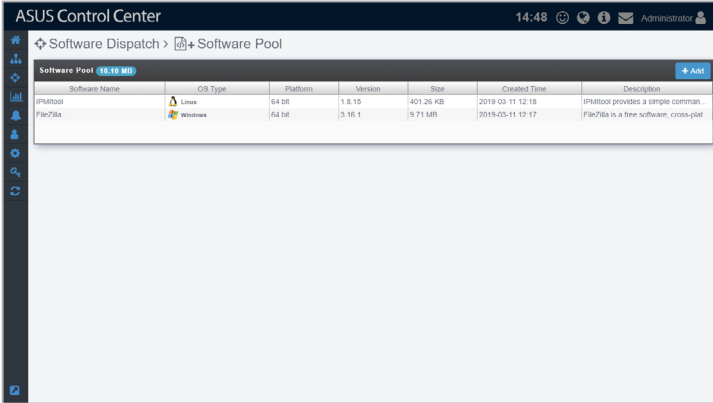 ASUS Control Center
14:48 Administrator
Software Dispatch > Software Pool
Software Pool 10.10 MB
+ Add
Software Name OS Type Platform Version Size Created Time Description
IPMItool Linux 64 bit 1.8.15 401.26 KB 2019-03-11 12:18 IPMItool provides a simple comman...
FileZilla Windows 64 bit 3.16.1 9.71 MB 2019-03-11 12:17 FileZilla is a free software, cross-plat